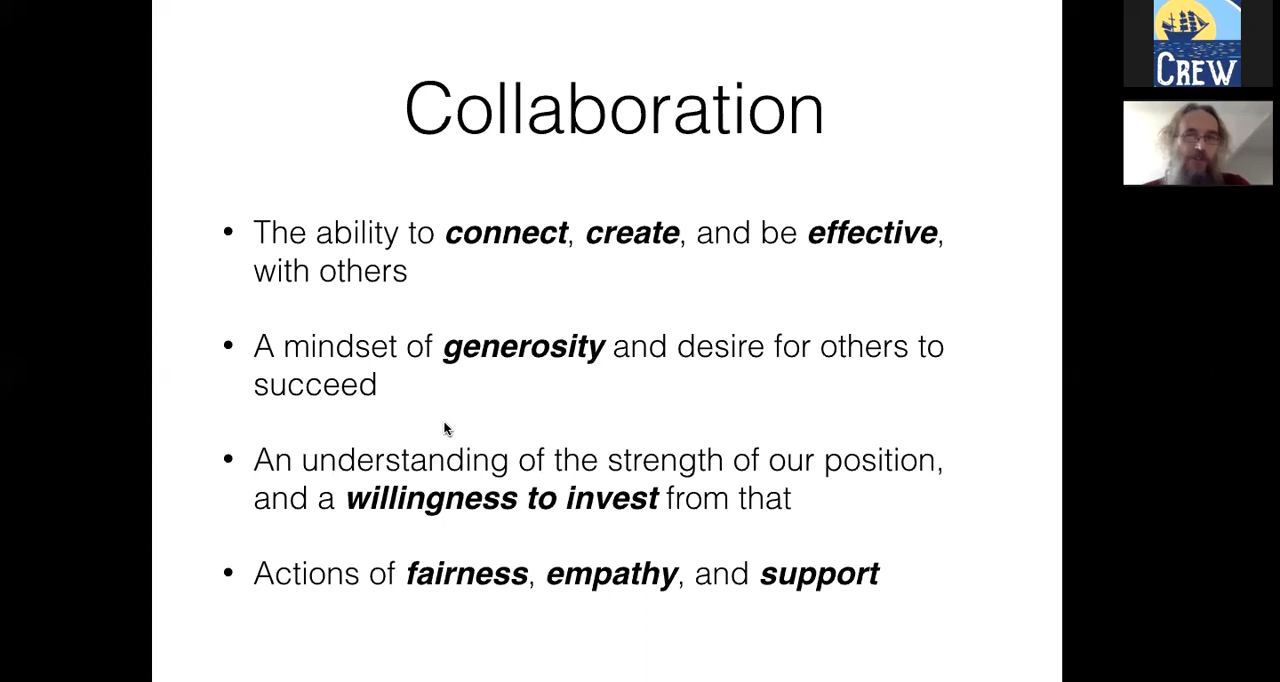 Collaboration
• The ability to connect, create, and be effective,
with others
• A mindset of generosity and desire for others to
succeed
• An understanding of the strength of our position,
and a willingness to invest from that
• Actions of fairness, empathy, and support
CREW